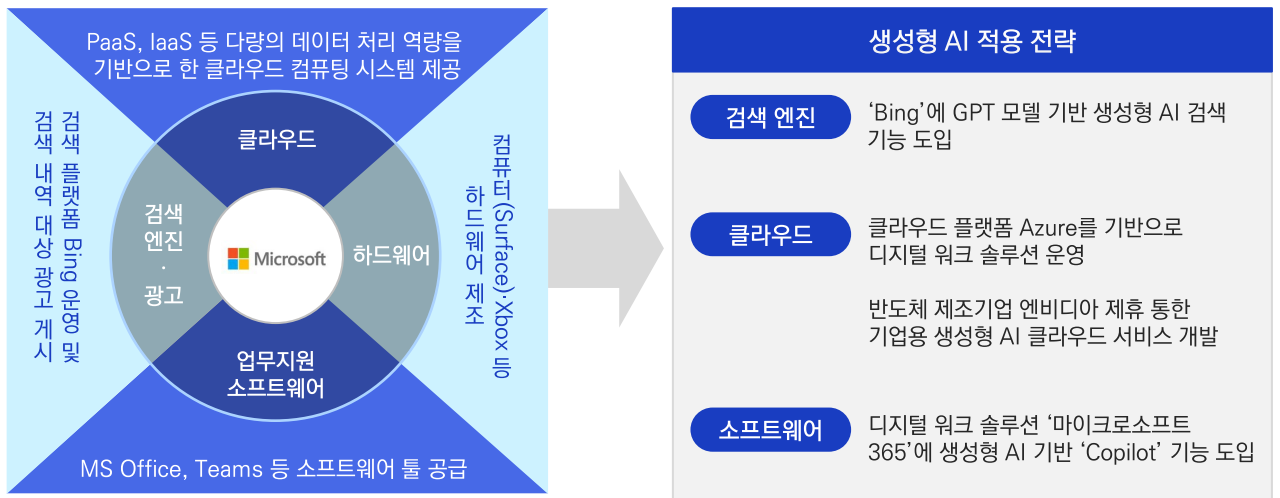 PaaS, IaaS 등 다량의 데이터 처리 역량을
기반으로 한 클라우드 컴퓨팅 시스템 제공
검색 플랫폼 Bing 운영 및
검색 내역 대상 광고 게시
클라우드
검색
엔진
·
광고
Microsoft
하드웨어
업무지원
소프트웨어
컴퓨터(Surface)·Xbox 등
하드웨어 제조
MS Office, Teams 등 소프트웨어 툴 공급
생성형 AI 적용 전략
검색 엔진
‘Bing’에 GPT 모델 기반 생성형 AI 검색
기능 도입
클라우드
클라우드 플랫폼 Azure를 기반으로
디지털 워크 솔루션 운영
반도체 제조기업 엔비디아 제휴 통한
기업용 생성형 AI 클라우드 서비스 개발
소프트웨어
디지털 워크 솔루션 ‘마이크로소프트
365’에 생성형 AI 기반 ‘Copilot’ 기능 도입